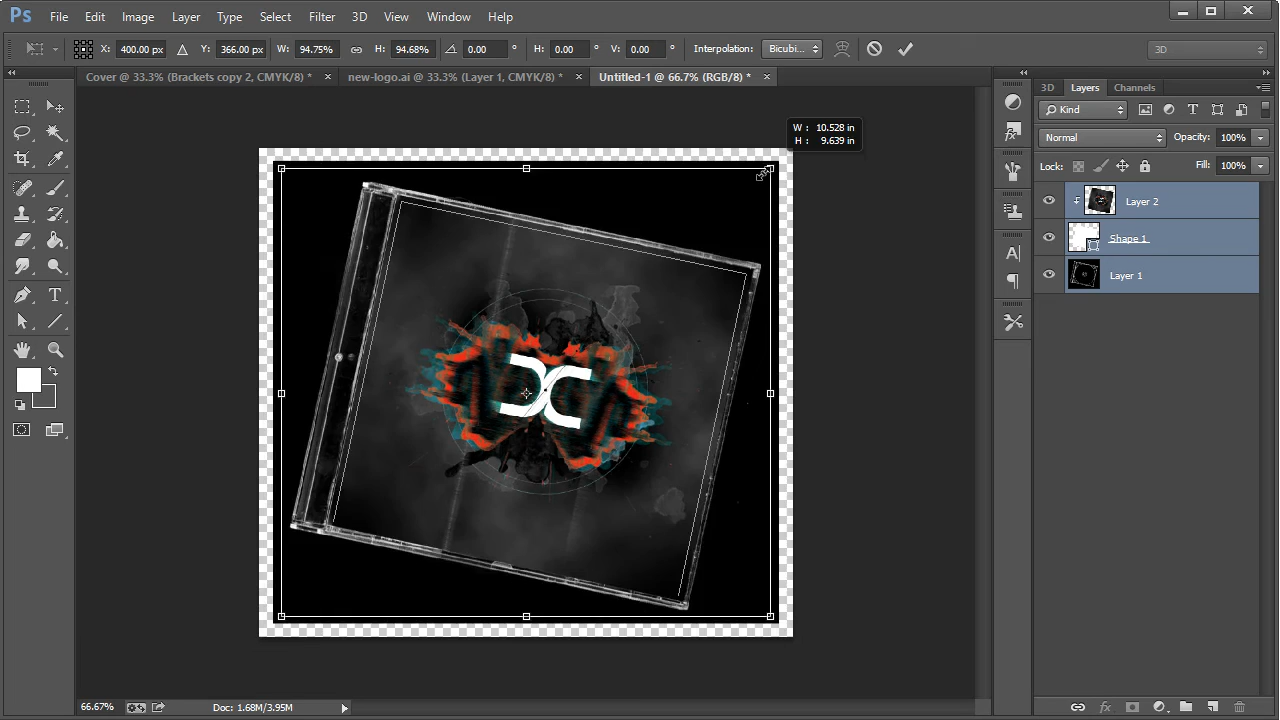 Ps File Edit Image Layer Type Select Filter 3D View Window Help
X: 400.00 px Y: 366.00 px W: 94.75% H: 94.68% 0.00 ° H: 0.00 ° V: 0.00 ° Interpolation: Bicubi... 3D
Cover @ 33.3% (Brackets copy 2, CMYK/8) * × new-logo.ai @ 33.3% (Layer 1, CMYK/8) * × Untitled-1 @ 66.7% (RGB/8) * ×
3D Layers Channels
Kind
W : 10.528 in
H : 9.639 in
Normal Opacity: 100%
Lock: Fill: 100%
Layer 2
Shape 1
Layer 1
66.67% Doc: 1.68M/3.95M